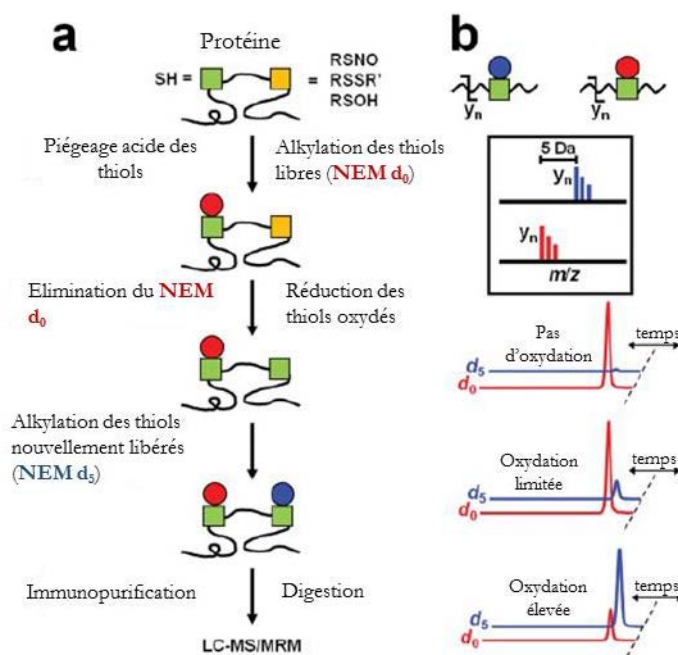 a
Protéine
SH =
= RSNO
RSSR'
RSOH
Piégeage acide des
thiols
Alkylation des thiols
libres (NEM d₀)
Elimination du NEM
d₀
Réduction des
thiols oxydés
Alkylation des thiols
nouvellement libérés
(NEM d₅)
Immunopurification
Digestion
LC-MS/MRM
b
yₙ
yₙ
5 Da
yₙ
yₙ
m/z
Pas
d'oxydation
temps
d₅
d₀
Oxydation
limitée
temps
d₅
d₀
Oxydation
élevée
temps
d₅
d₀